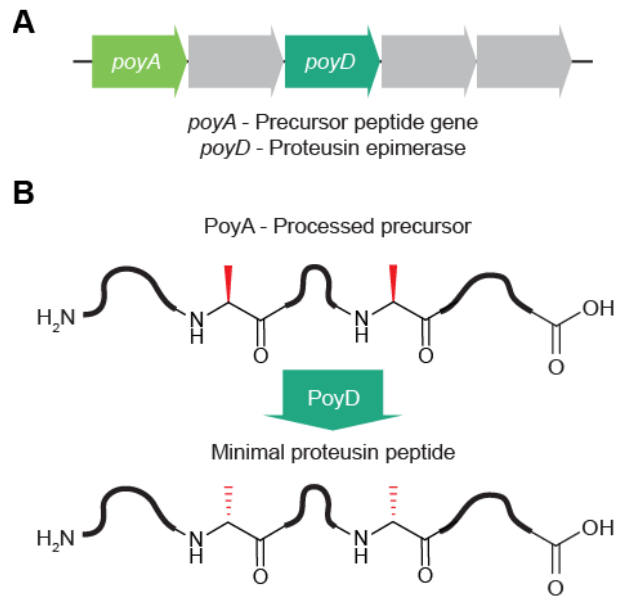 A
poyA
poyD
poyA - Precursor peptide gene
poyD - Proteusin epimerase
B
PoyA - Processed precursor
H₂N
N
H
O
N
H
O
OH
O
PoyD
Minimal proteusin peptide
H₂N
N
H
O
N
H
O
OH
O